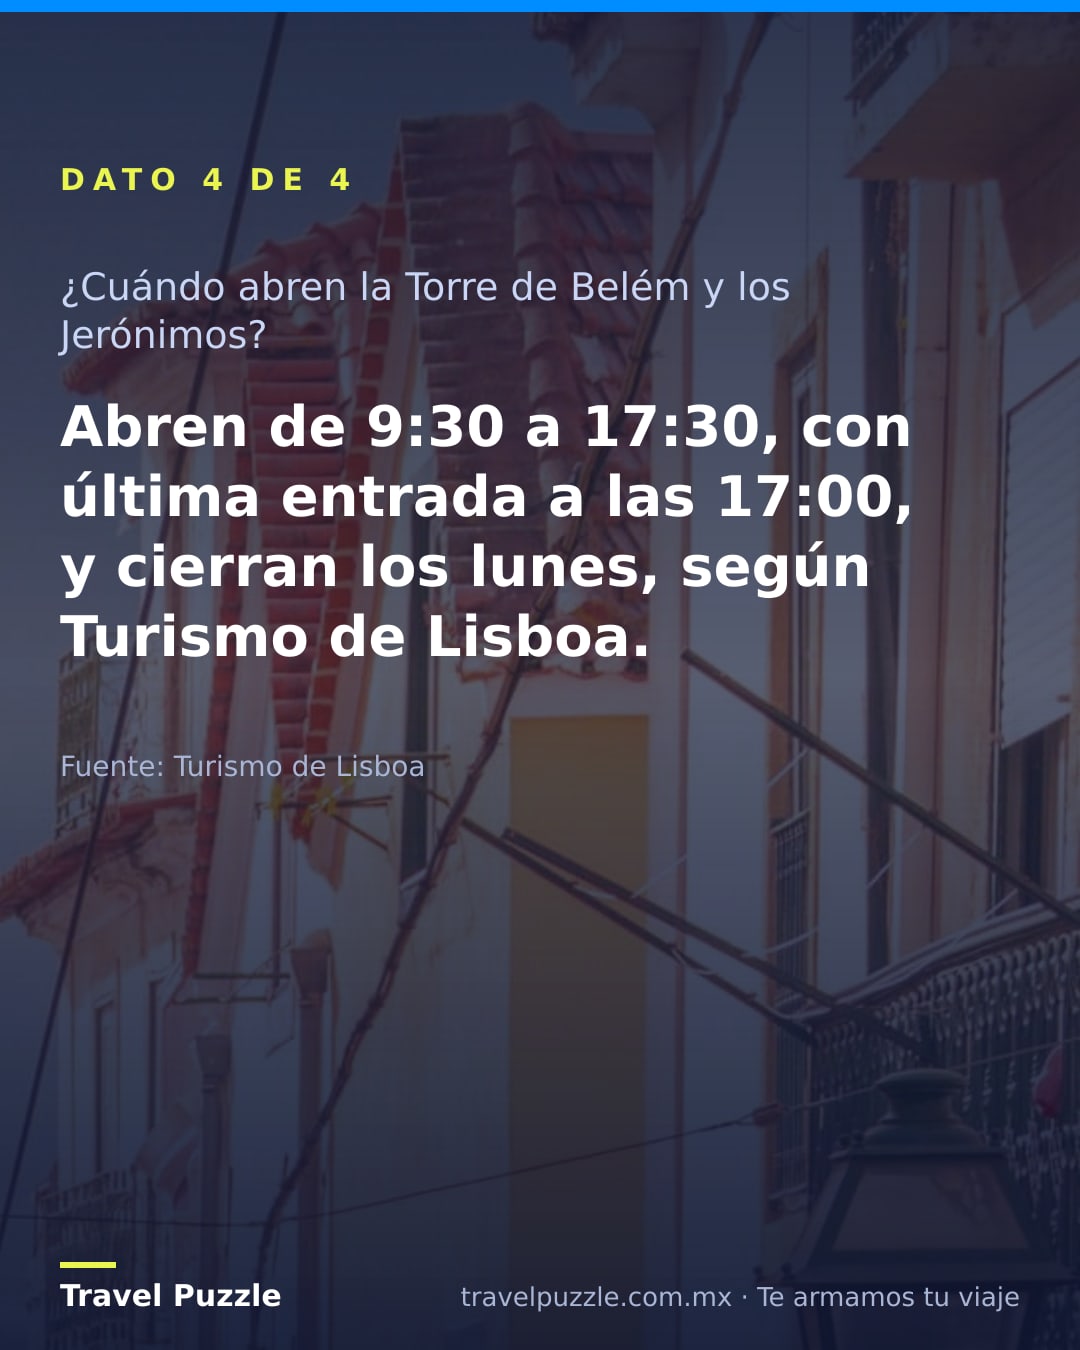 DATO 4 DE 4
¿Cuándo abren la Torre de Belém y los
Jerónimos?
Abren de 9:30 a 17:30, con
última entrada a las 17:00,
y cierran los lunes, según
Turismo de Lisboa.
Fuente: Turismo de Lisboa
Travel Puzzle
travelpuzzle.com.mx · Te armamos tu viaje